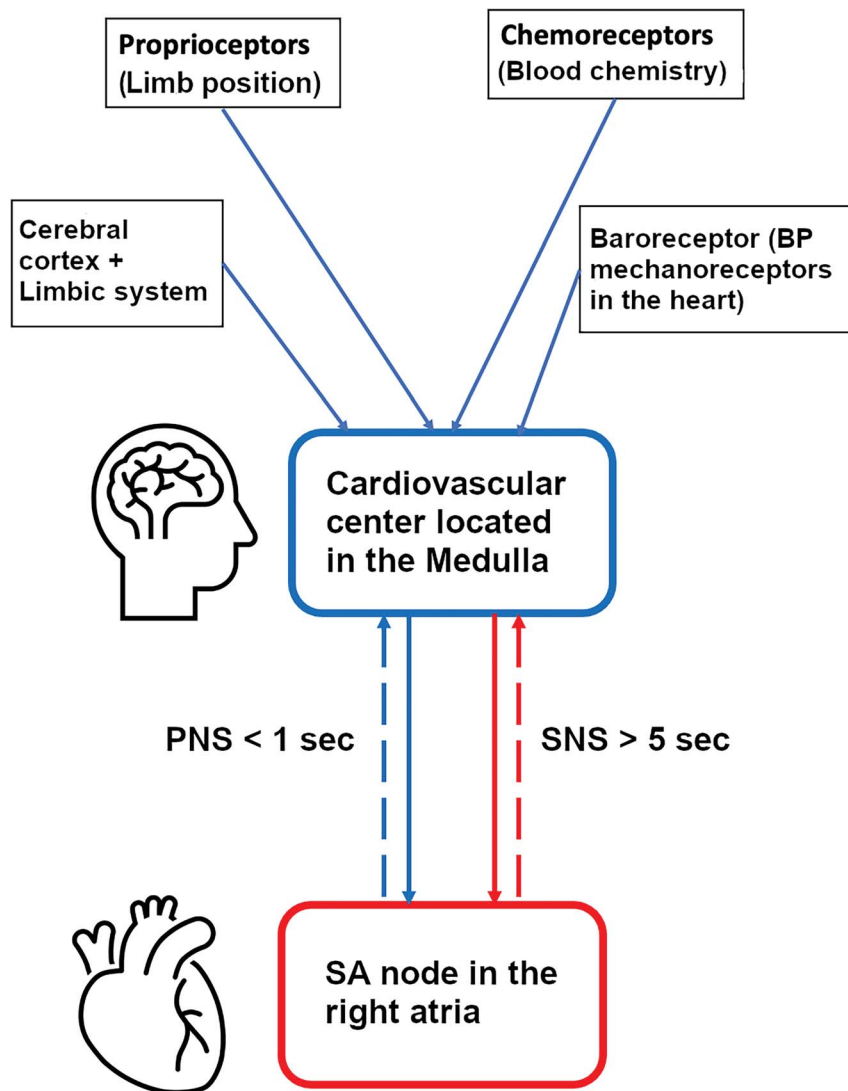 Proprioceptors
(Limb position)
Chemoreceptors
(Blood chemistry)
Cerebral
cortex +
Limbic system
Baroreceptor (BP
mechanoreceptors
in the heart)
Cardiovascular
center located
in the Medulla
PNS < 1 sec
SNS > 5 sec
SA node in the
right atria